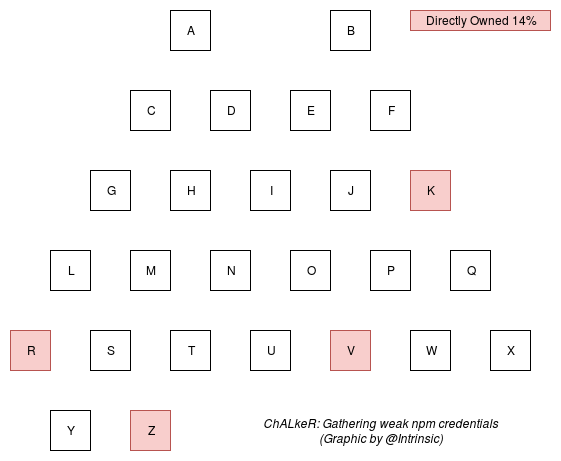 A B Directly Owned 14%
C D E F
G H I J K
L M N O P Q
R S T U V W X
Y Z
ChALkeR: Gathering weak npm credentials
(Graphic by @Intrinsic)